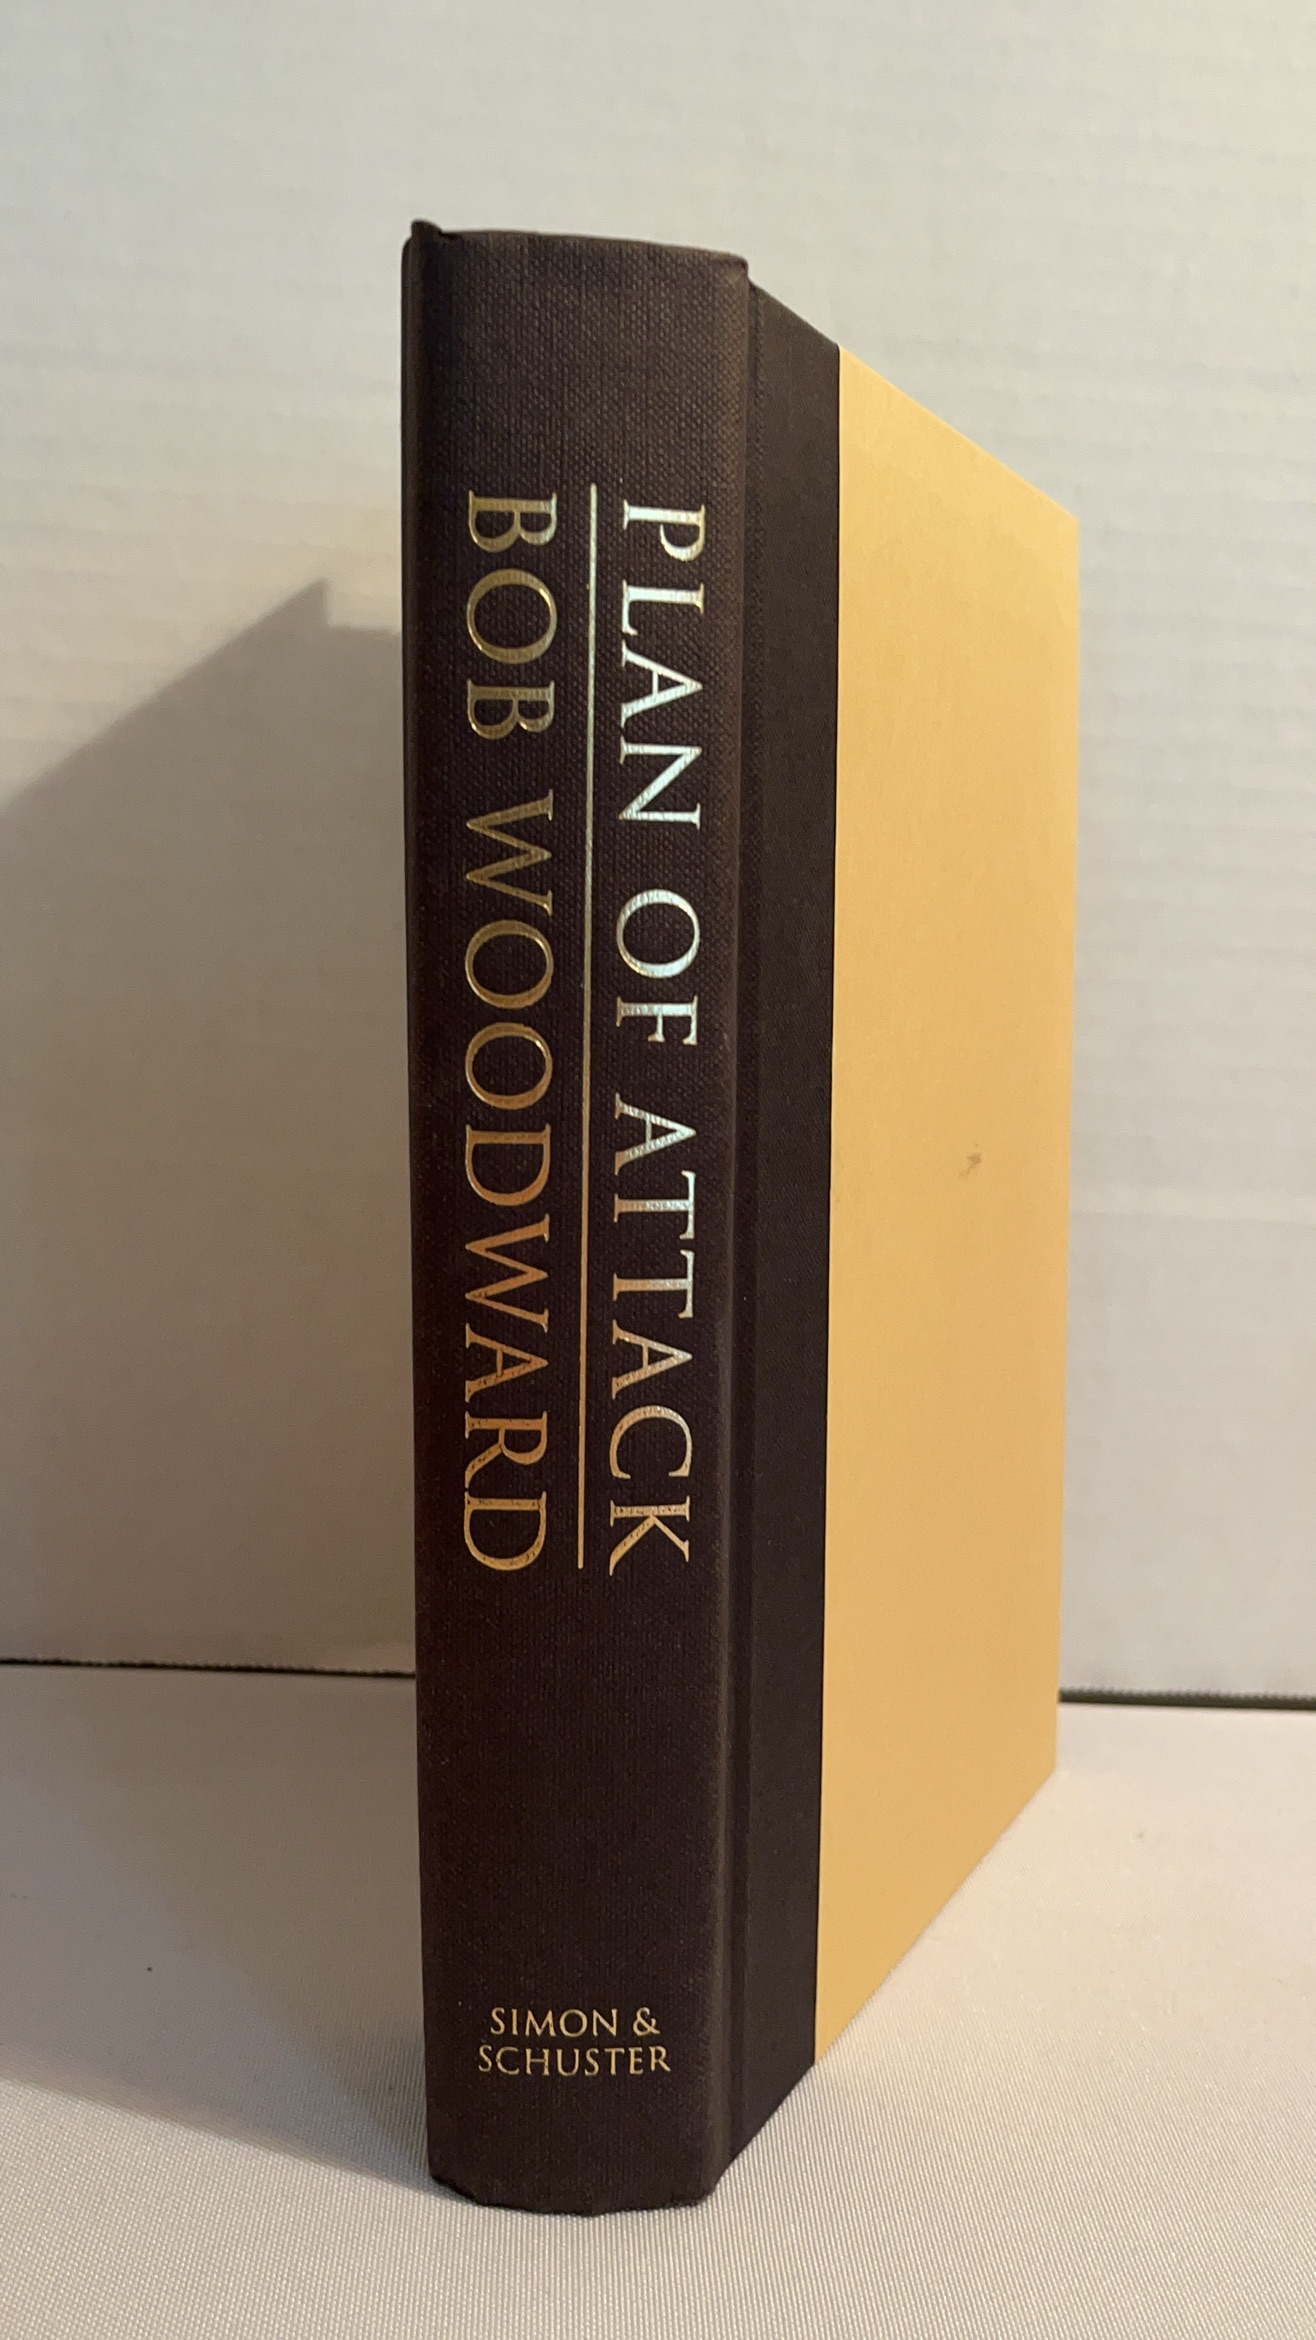 PLAN OF ATTACK
BOB WOODWARD
SIMON &
SCHUSTER